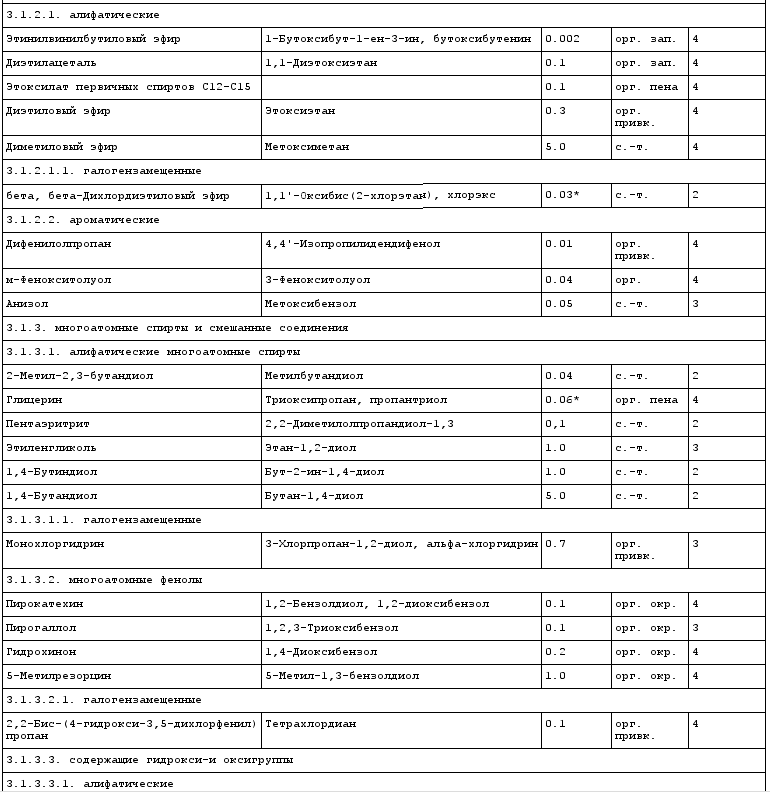 3.1.2.1. алифатические
Этинилвинилбутиловый эфир 1-Бутоксибут-1-ен-3-ин, бутоксибутенин 0.002 орг. зап. 4
Диэтилацеталь 1,1-Диэтоксиэтан 0.1 орг. зап. 4
Этоксилат первичных спиртов C12-C15 0.1 орг. пена 4
Диэтиловый эфир Этоксиэтан 0.3 орг. 4
привк.
Диметиловый эфир Метоксиметан 5.0 с.-т. 4
3.1.2.1.1. галогензамещенные
бета, бета-Дихлордиэтиловый эфир 1,1'-Оксибис(2-хлорэтан), хлорэкс 0.03* с.-т. 2
3.1.2.2. ароматические
Дифенилолпропан 4,4'-Изопропилидендифенол 0.01 орг. 4
привк.
м-Фенокситолуол 3-Фенокситолуол 0.04 орг. 4
Анизол Метоксибензол 0.05 с.-т. 3
3.1.3. многоатомные спирты и смешанные соединения
3.1.3.1. алифатические многоатомные спирты
2-Метил-2,3-бутандиол Метилбутандиол 0.04 с.-т. 2
Глицерин Триоксипропан, пропантриол 0.06* орг. пена 4
Пентаэритрит 2,2-Диметилолпропандиол-1,3 0,1 с.-т. 2
Этиленгликоль Этан-1,2-диол 1.0 с.-т. 3
1,4-Бутиндиол Бут-2-ин-1,4-диол 1.0 с.-т. 2
1,4-Бутандиол Бутан-1,4-диол 5.0 с.-т. 2
3.1.3.1.1. галогензамещенные
Монохлоргидрин 3-Хлорпропан-1,2-диол, альфа-хлоргидрин 0.7 орг. 3
привк.
3.1.3.2. многоатомные фенолы
Пирокатехин 1,2-Бензолдиол, 1,2-диоксибензол 0.1 орг. окр. 4
Пирогаллол 1,2,3-Триоксибензол 0.1 орг. окр. 3
Гидрохинон 1,4-Диоксибензол 0.2 орг. окр. 4
5-Метилрезорцин 5-Метил-1,3-бензолдиол 1.0 орг. окр. 4
3.1.3.2.1. галогензамещенные
2,2-Бис-(4-гидрокси-3,5-дихлорфенил) Тетрахлордиан 0.1 орг. 4
пропан привк.
3.1.3.3. содержащие гидрокси-и оксигруппы
3.1.3.3.1. алифатические